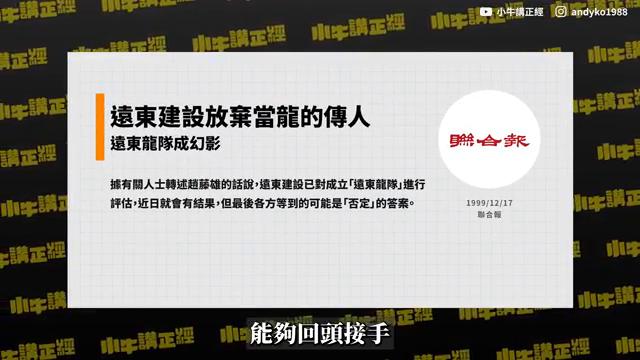 小牛講正經 andyko1988
遠東建設放棄當龍的傳人
遠東龍隊成幻影
據有關人士轉述趙藤雄的話說，遠東建設已對成立「遠東龍隊」進行
評估，近日就會有結果，但最後各方等到的可能是「否定」的答案。
聯合報
1999/12/17
聯合報
能夠回頭接手